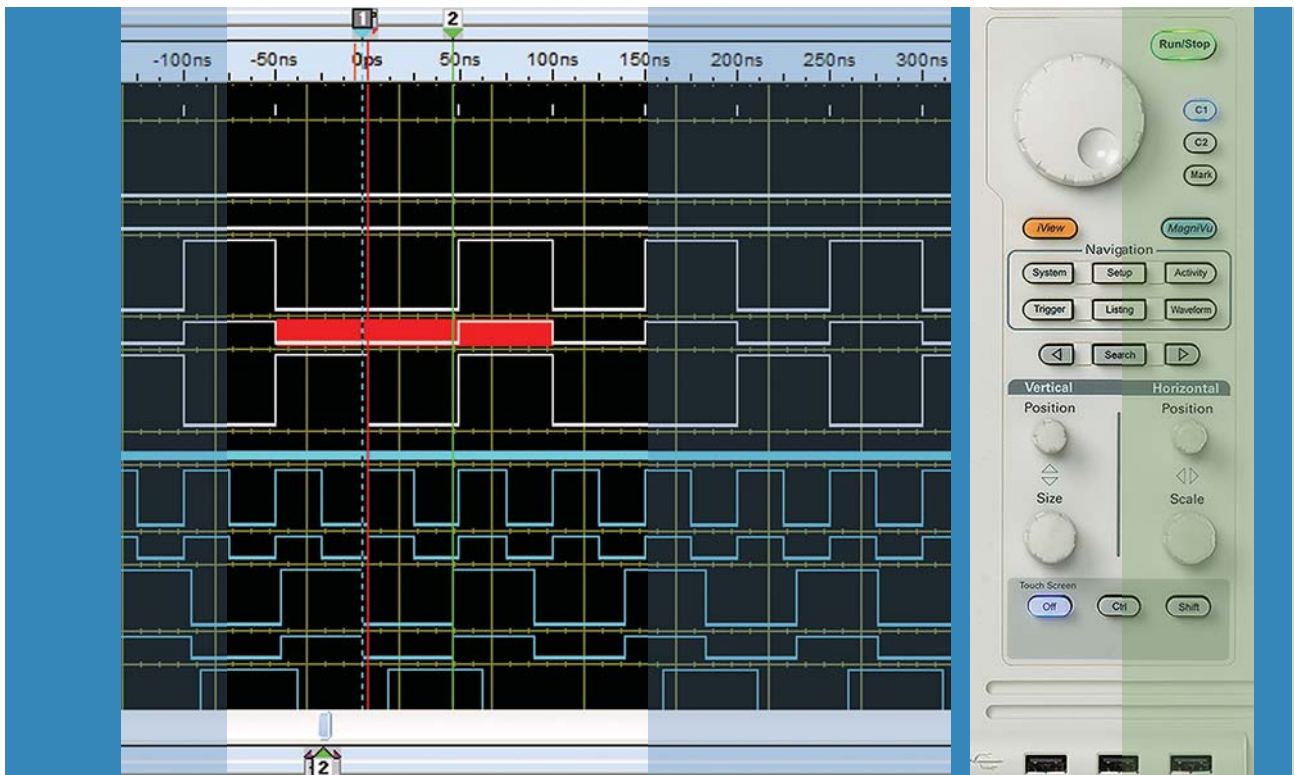 1 2
-100ns -50ns 0ps 50ns 100ns 150ns 200ns 250ns 300ns
2
Run/Stop
C1
C2
Mark
iView MagniVu
Navigation
System Setup Activity
Trigger Listing Waveform
Search
Vertical Horizontal
Position Position
Size Scale
Touch Screen
Off Ctrl Shift